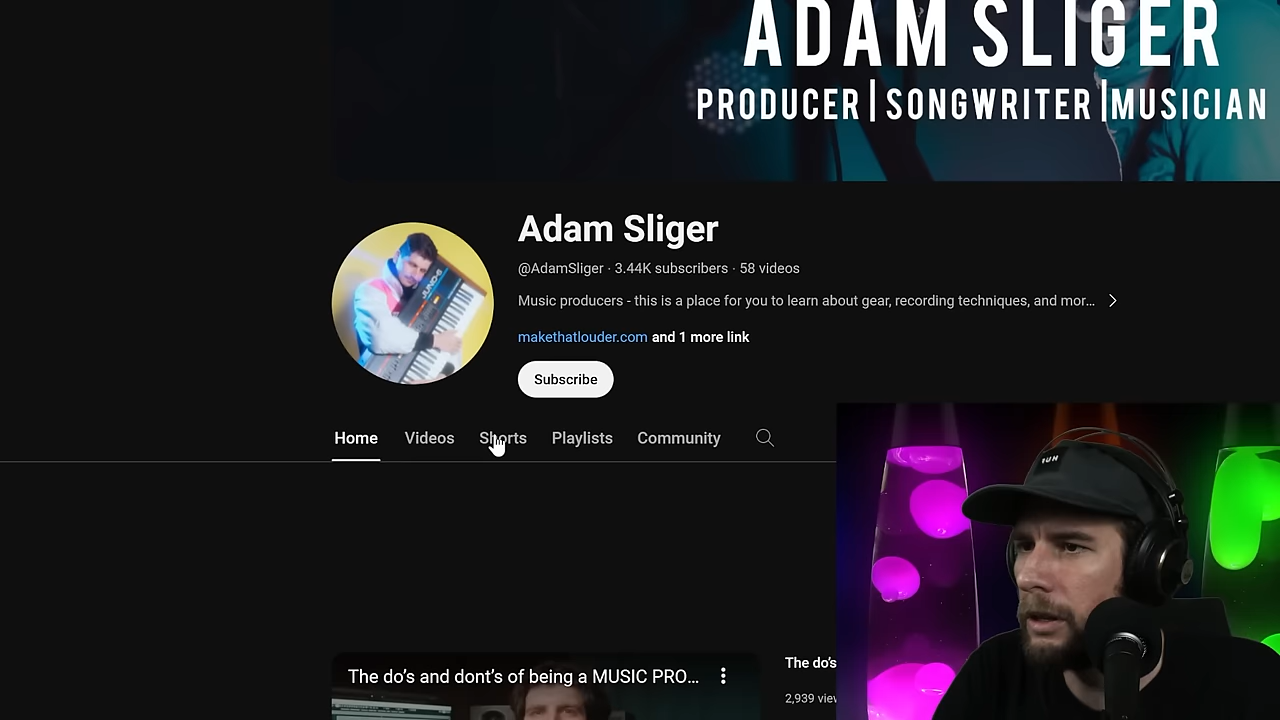 ADAM SLIGER
PRODUCER | SONGWRITER | MUSICIAN
JUNO-6
Adam Sliger
@AdamSliger · 3.44K subscribers · 58 videos
Music producers - this is a place for you to learn about gear, recording techniques, and mor...
makethatlouder.com and 1 more link
Subscribe
Home Videos Shorts Playlists Community
The do's and dont's of being a MUSIC PRO...
The do's
2,939